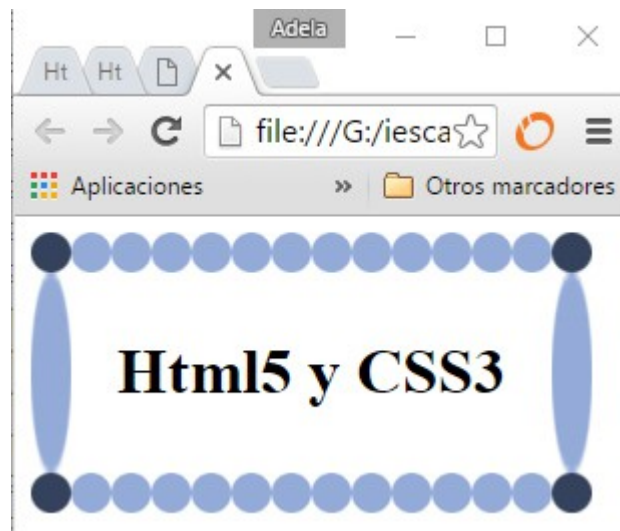 Adela
Ht Ht
file:///G:/iesca
Aplicaciones » Otros marcadores
Html5 y CSS3